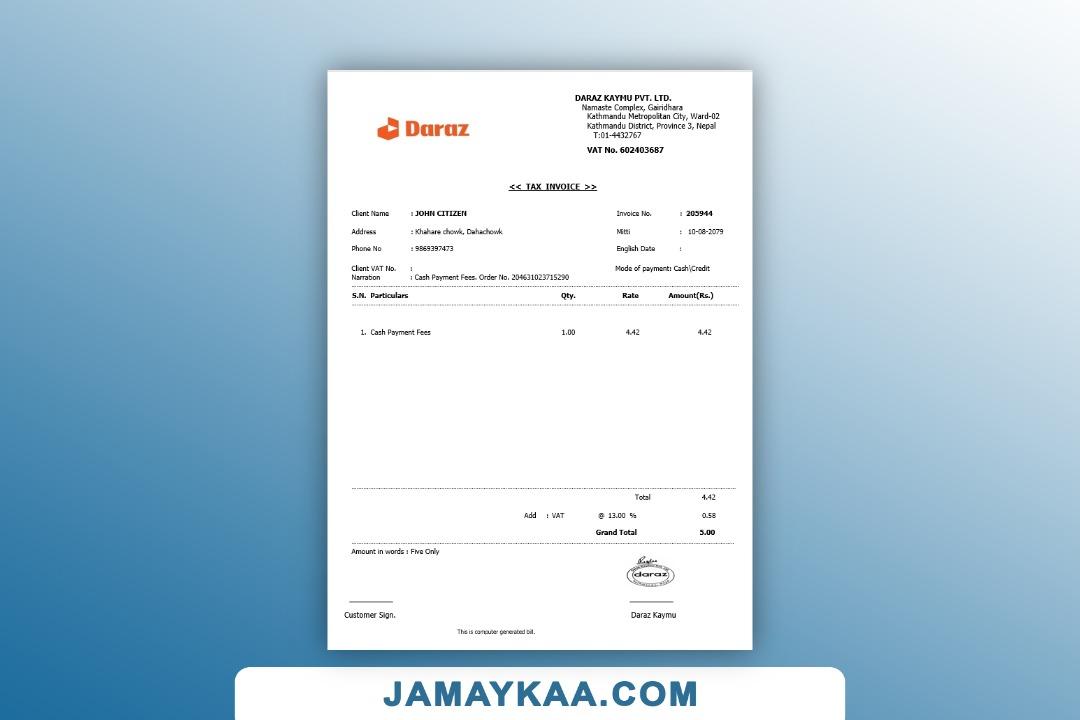 Daraz
DARAZ KAYMU PVT. LTD.
Namaste Complex, Gairidhara
Kathmandu Metropolitan City, Ward-02
Kathmandu District, Province 3, Nepal
T:01-4432767
VAT No. 602403687
<< TAX INVOICE >>
Client Name : JOHN CITIZEN Invoice No. : 205944
Address : Khahare chowk, Dahachowk Mitti : 10-08-2079
Phone No : 9869397473 English Date :
Client VAT No. : Mode of payment: Cash\Credit
Narration : Cash Payment Fees. Order No. 204631023715290
S.N. Particulars Qty. Rate Amount(Rs.)
1. Cash Payment Fees 1.00 4.42 4.42
Total 4.42
Add : VAT @ 13.00 % 0.58
Grand Total 5.00
Amount in words : Five Only
daraz
Customer Sign. Daraz Kaymu
This is computer generated bill.
JAMAYKAA.COM